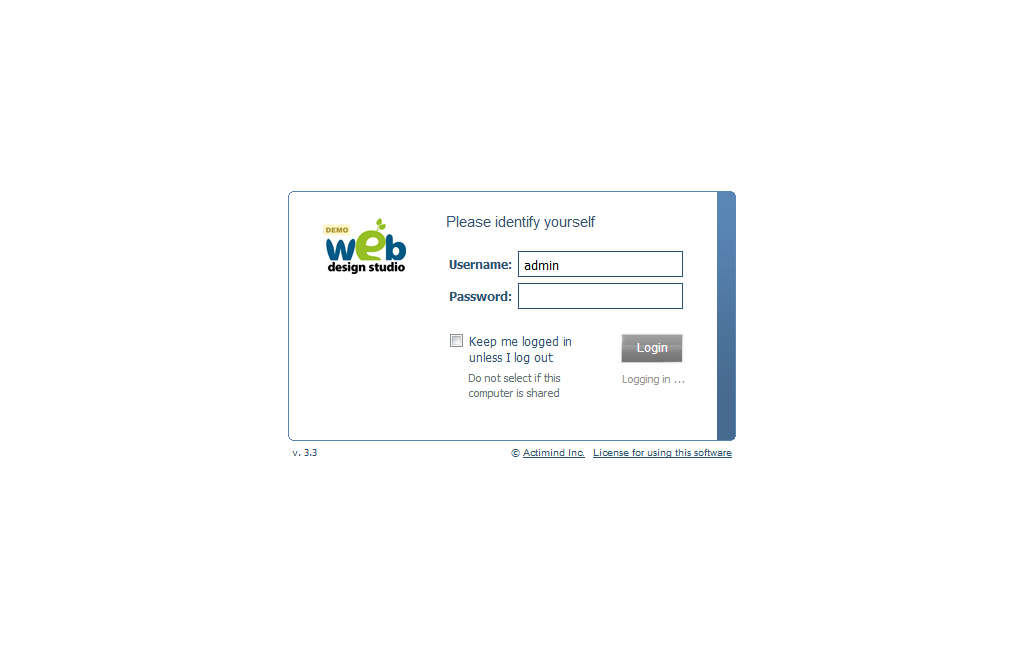 DEMO
web
design studio
Please identify yourself
Username: admin
Password:
Keep me logged in
unless I log out
Login
Do not select if this
computer is shared
Logging in ...
v. 3.3
© Actimind Inc. License for using this software